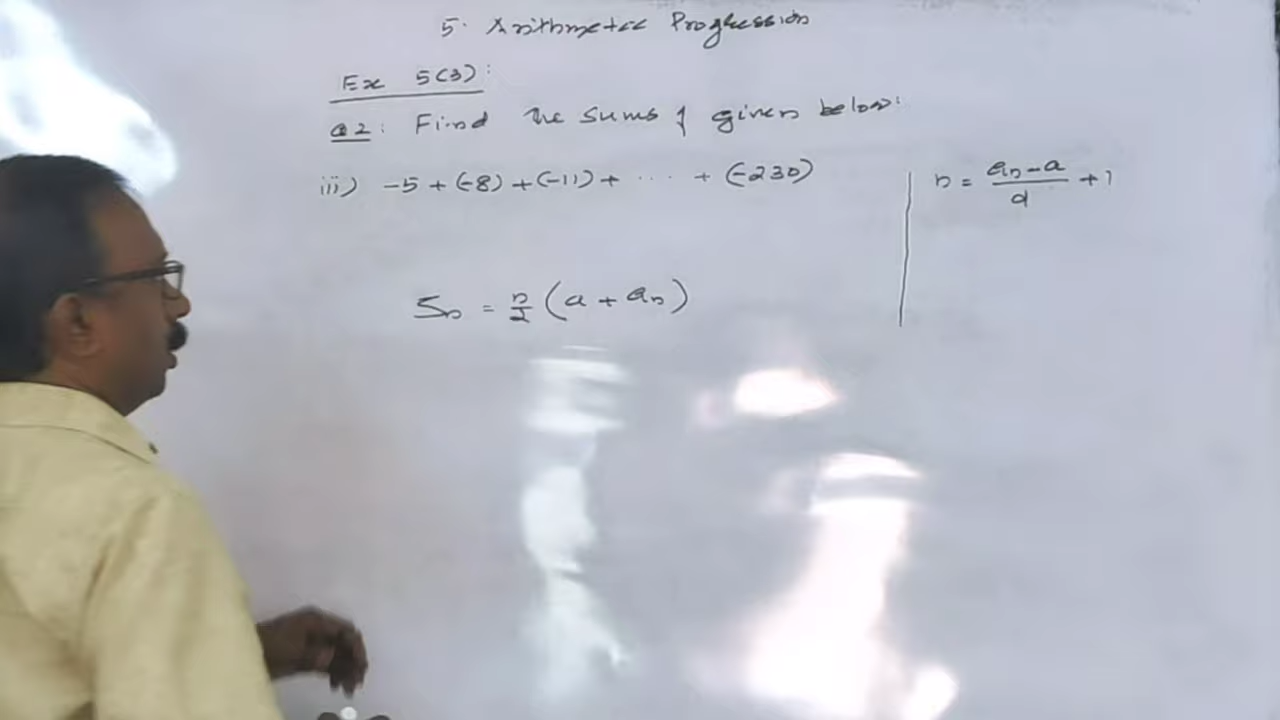 5. Arithmetic Progression
Ex 5(3):
Q2: Find the sums of given below:
iii) -5 + (-8) + (-11) + ... + (-230)
n = (aₙ - a)/d + 1
Sₙ = n/2 (a + aₙ)